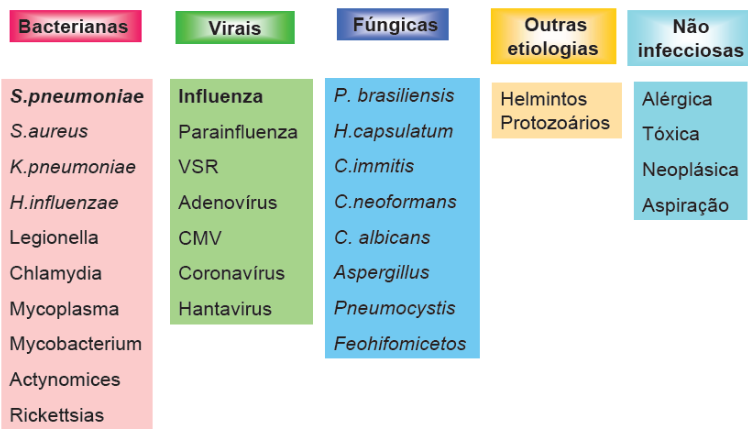 Bacterianas
S.pneumoniae
S.aureus
K.pneumoniae
H.influenzae
Legionella
Chlamydia
Mycoplasma
Mycobacterium
Actynomices
Rickettsias
Virais
Influenza
Parainfluenza
VSR
Adenovírus
CMV
Coronavírus
Hantavirus
Fúngicas
P. brasiliensis
H.capsulatum
C.immitis
C.neoformans
C. albicans
Aspergillus
Pneumocystis
Feohifomicetos
Outras
etiologias
Helmintos
Protozoários
Não
infecciosas
Alérgica
Tóxica
Neoplásica
Aspiração